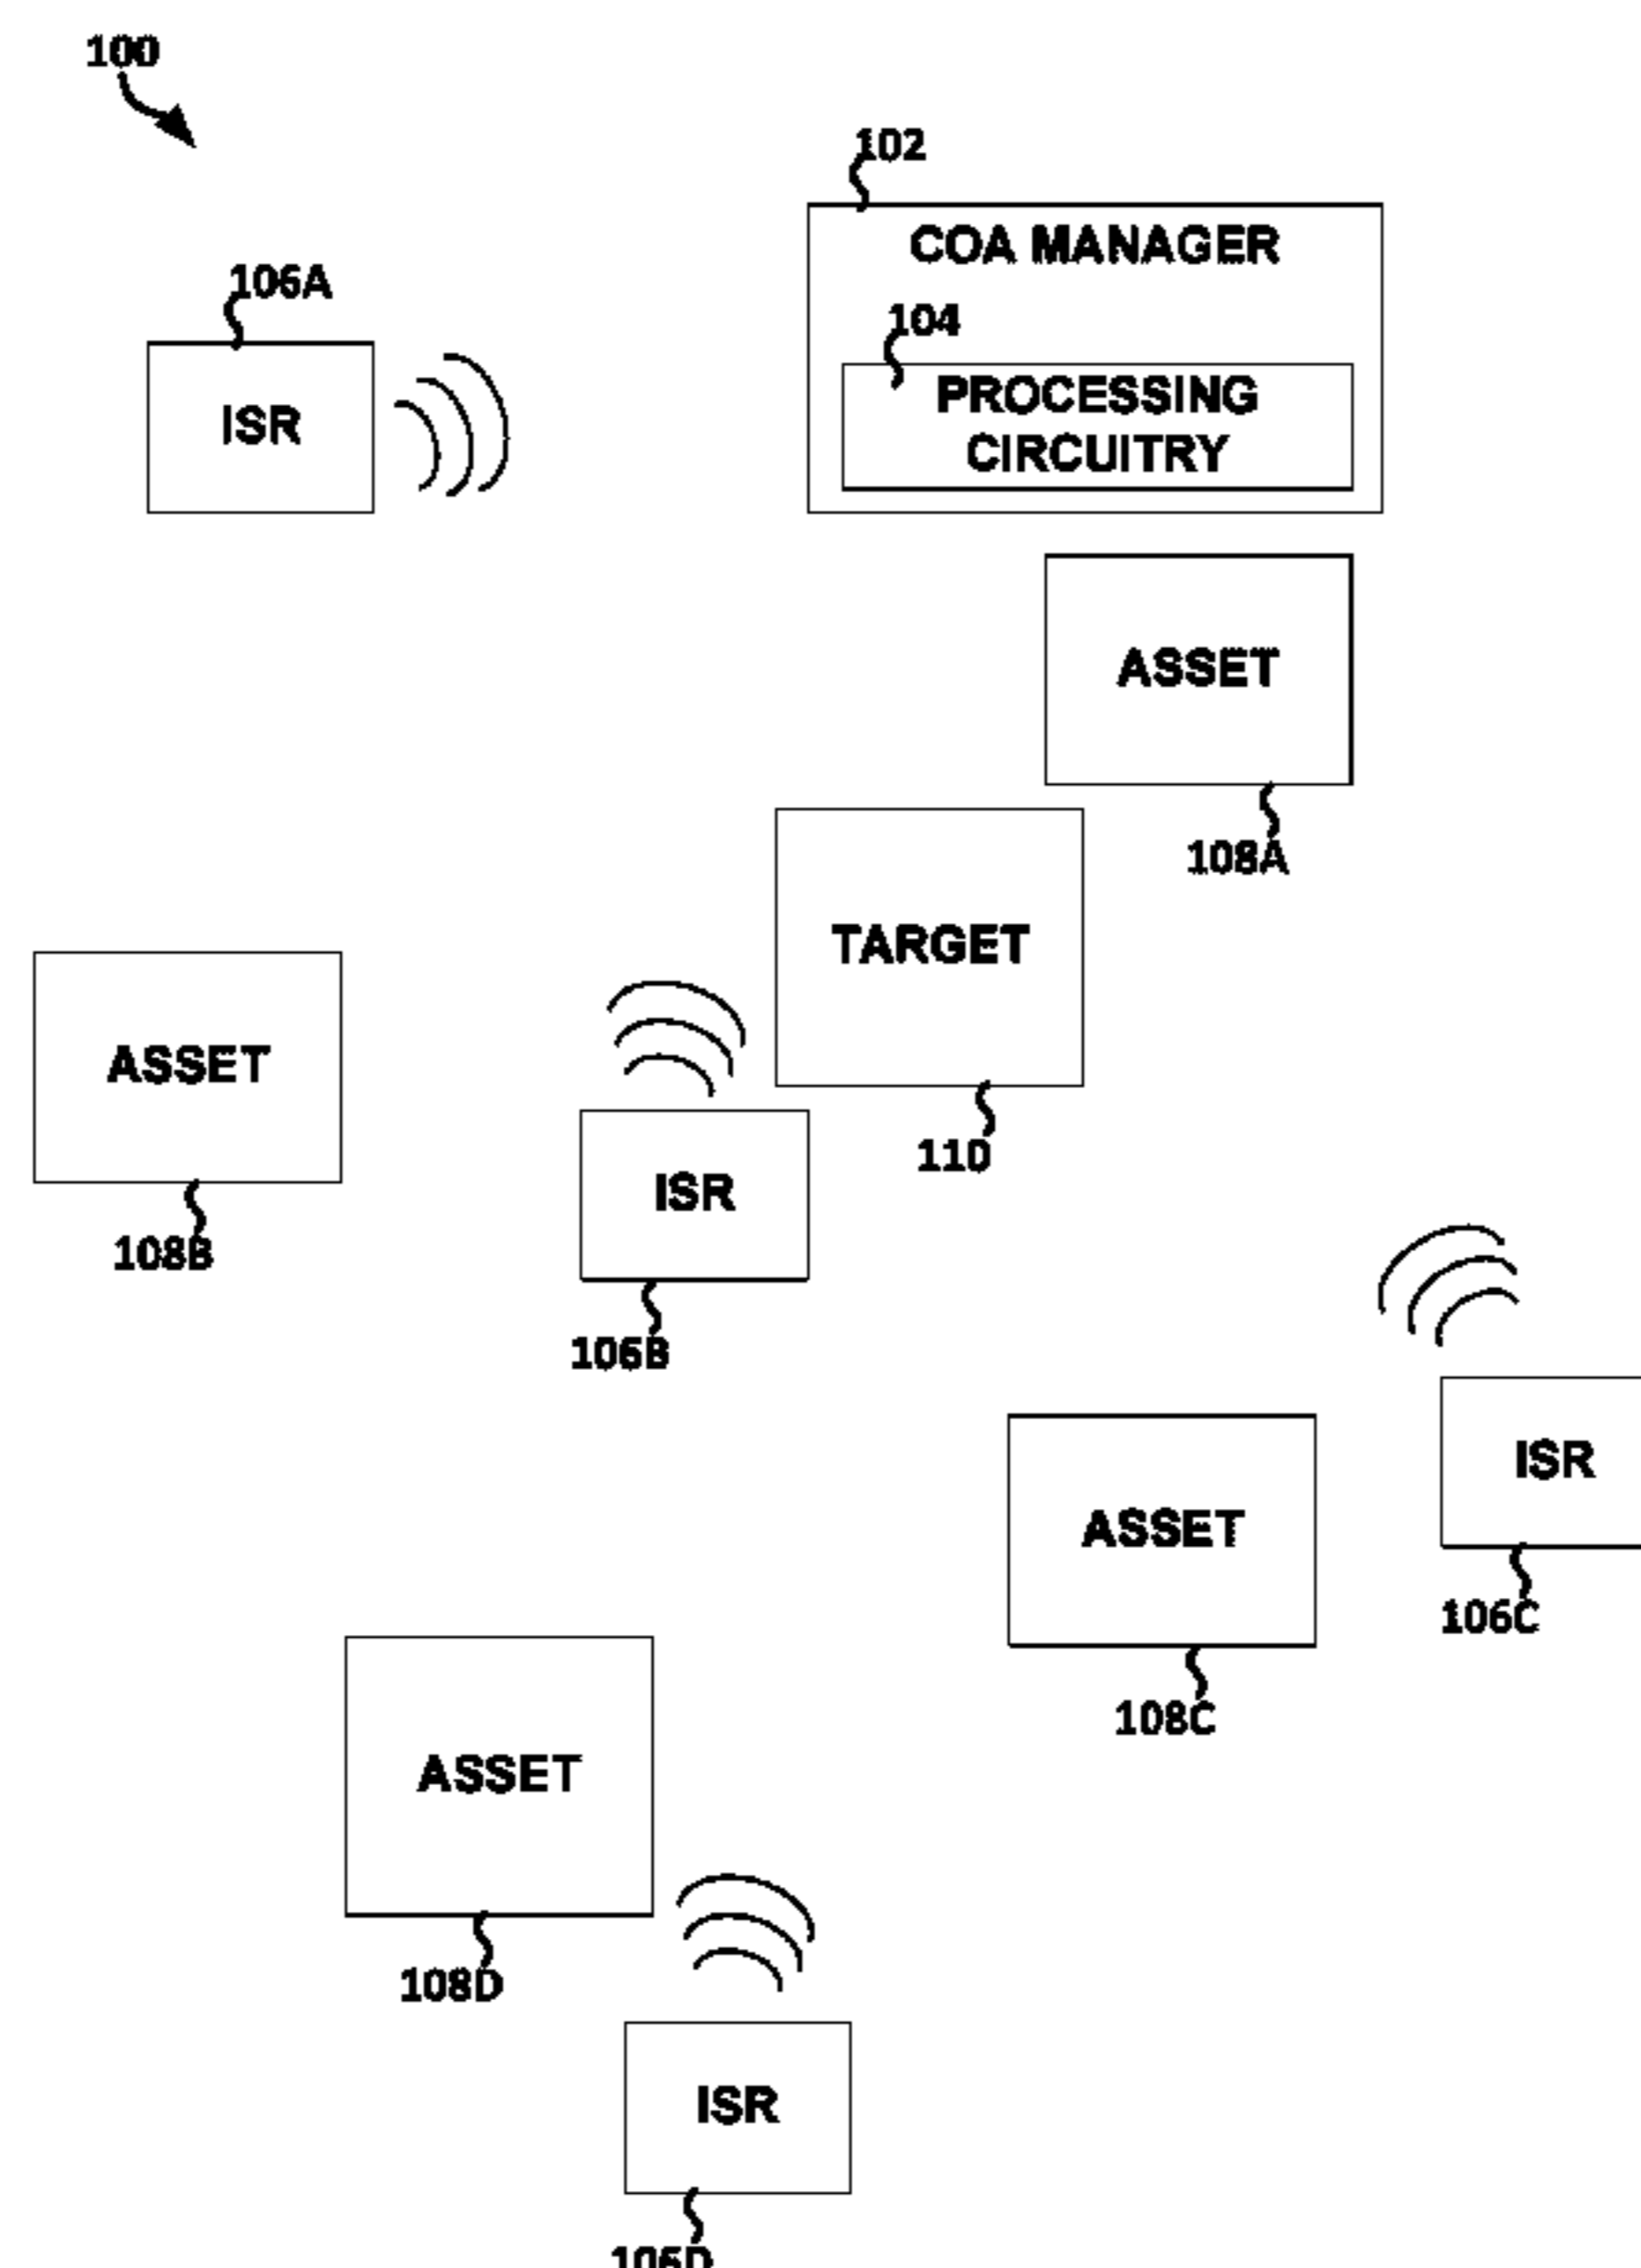 100
102
COA MANAGER
106A
104
ISR
PROCESSING
CIRCUITRY
ASSET
108A
TARGET
ASSET
110
ISR
108B
106B
ISR
ASSET
106C
108C
ASSET
108D
ISR
106D